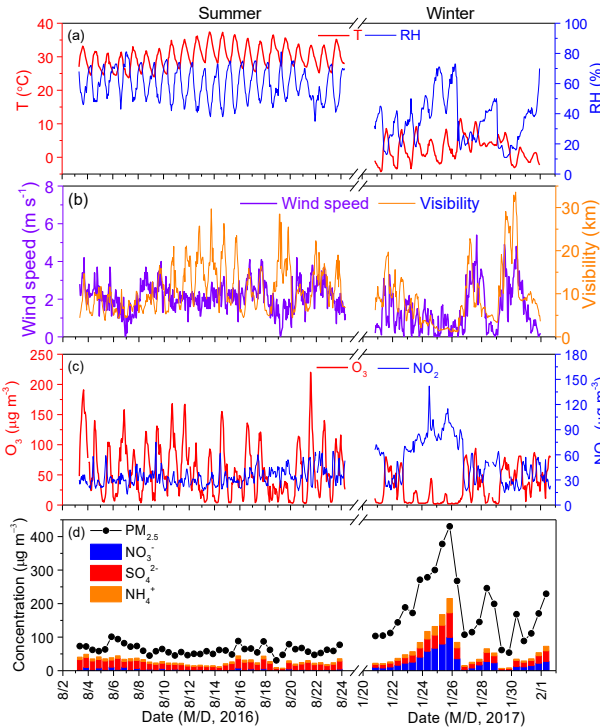 Summer Winter
(a) T RH
40 30 20 10 0
T (°C)
100 80 60 40 20 0
RH (%)
(b) Wind speed Visibility
8 6 4 2 0
Wind speed (m s⁻¹)
30 20 10 0
Visibility (km)
(c) O₃ NO₂
250 200 150 100 50 0
O₃ (µg m⁻³)
180 150 120 90 60 30 0
(µg m⁻³)
(d) PM₂.₅
NO₃⁻
SO₄²⁻
NH₄⁺
400 300 200 100 0
Concentration (µg m⁻³)
8/2 8/4 8/6 8/8 8/10 8/12 8/14 8/16 8/18 8/20 8/22 8/24 1/20 1/22 1/24 1/26 1/28 1/30 2/1
Date (M/D, 2016) Date (M/D, 2017)